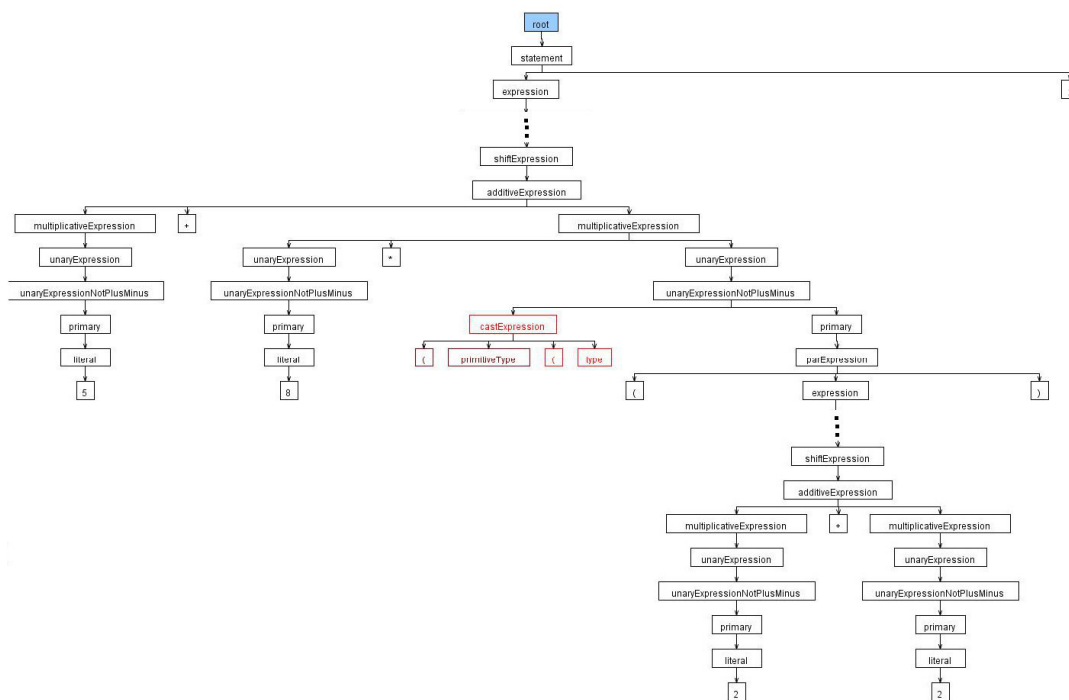 root
statement
expression
shiftExpression
additiveExpression
multiplicativeExpression + multiplicativeExpression
unaryExpression unaryExpression * unaryExpression
unaryExpressionNotPlusMinus unaryExpressionNotPlusMinus unaryExpressionNotPlusMinus
primary primary castExpression primary
literal literal ( primitiveType ( type parExpression
5 8 ( expression )
shiftExpression
additiveExpression
multiplicativeExpression multiplicativeExpression
unaryExpression unaryExpression
unaryExpressionNotPlusMinus unaryExpressionNotPlusMinus
primary primary
literal literal
2 2